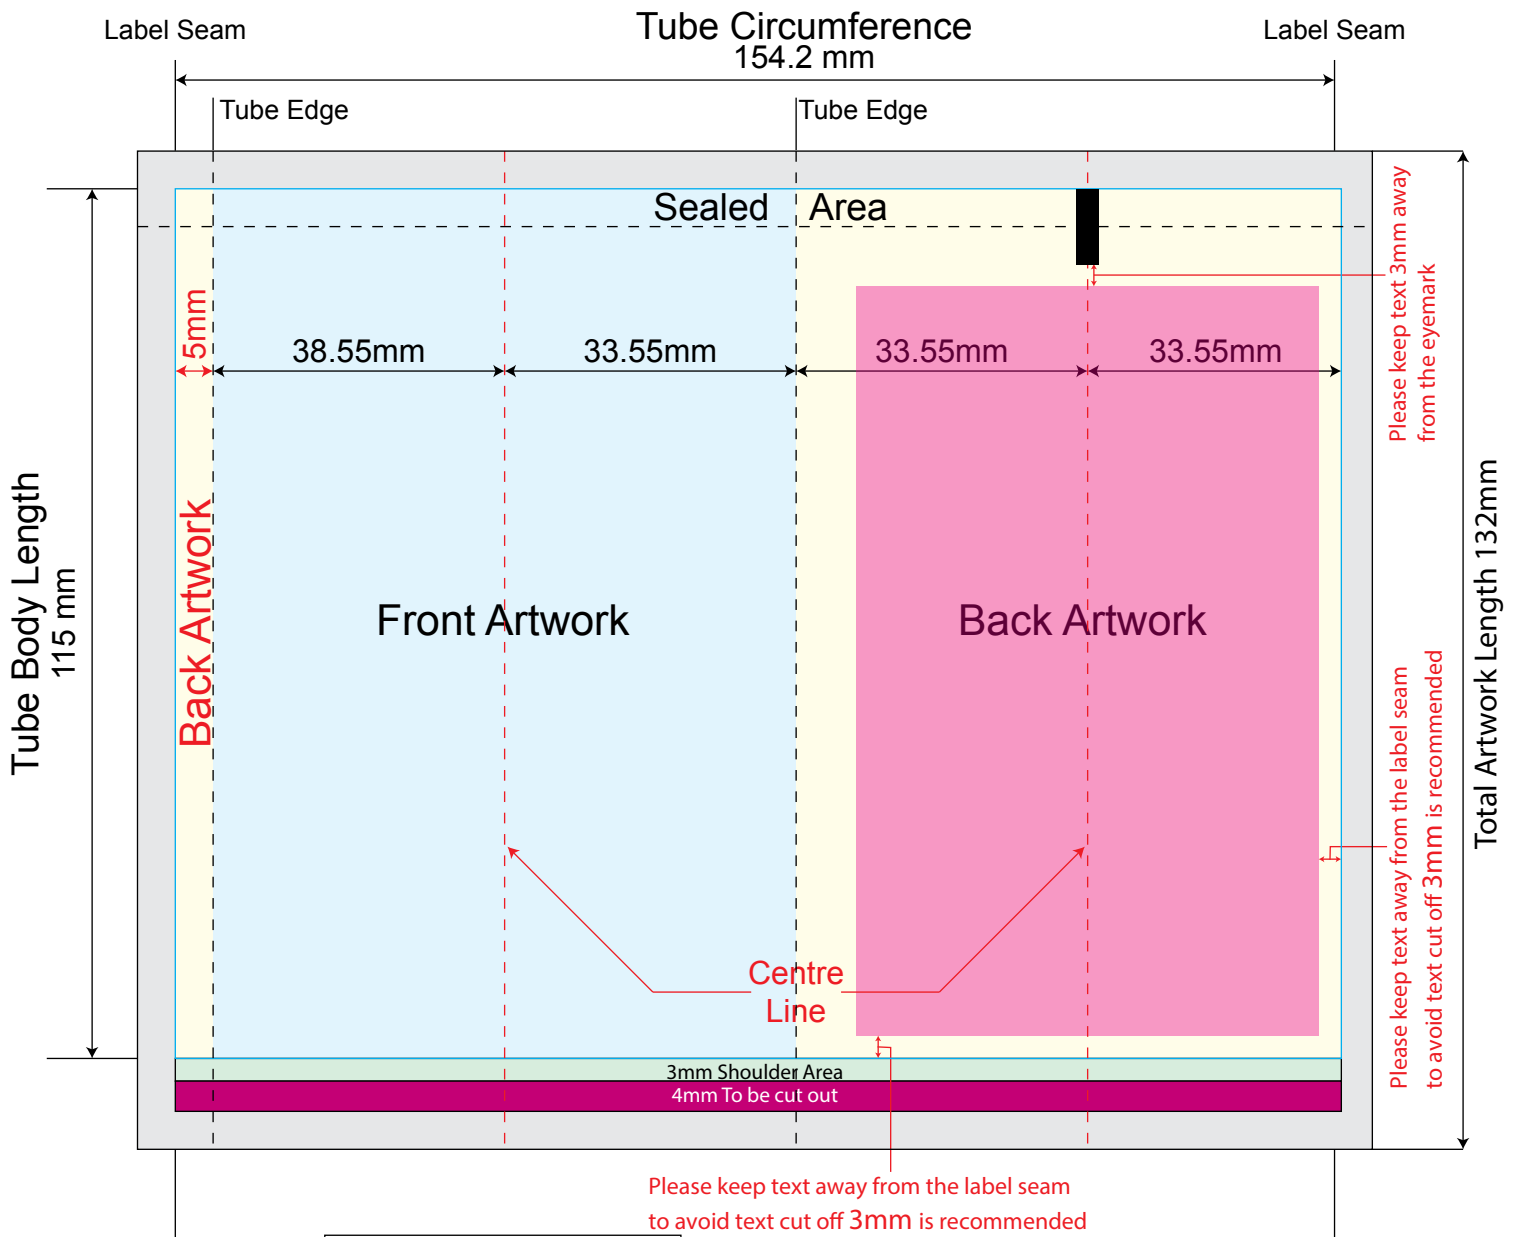 Label Seam
Tube Circumference
154.2 mm
Label Seam
Tube Edge
Tube Edge
Sealed Area
Please keep text 3mm away
from the eyemark
5mm
38.55mm
33.55mm
33.55mm
33.55mm
Tube Body Length
115 mm
Back Artwork
Front Artwork
Back Artwork
Total Artwork Length 132mm
Please keep text away from the label seam
to avoid text cut off 3mm is recommended
Centre
Line
3mm Shoulder Area
4mm To be cut out
Please keep text away from the label seam
to avoid text cut off 3mm is recommended